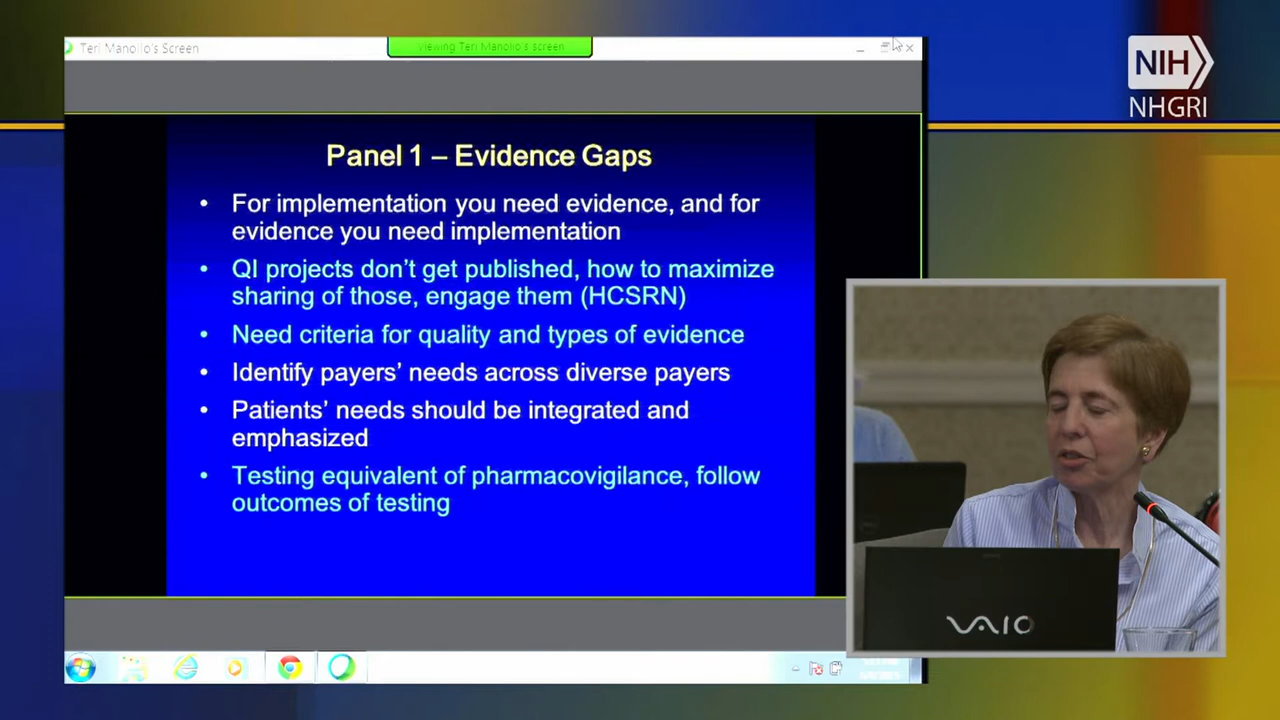 Teri Manolio's Screen
Viewing Teri Manolio's screen
NIH
NHGRI
Panel 1 – Evidence Gaps
• For implementation you need evidence, and for
evidence you need implementation
• QI projects don't get published, how to maximize
sharing of those, engage them (HCSRN)
• Need criteria for quality and types of evidence
• Identify payers' needs across diverse payers
• Patients' needs should be integrated and
emphasized
• Testing equivalent of pharmacovigilance, follow
outcomes of testing
VAIO